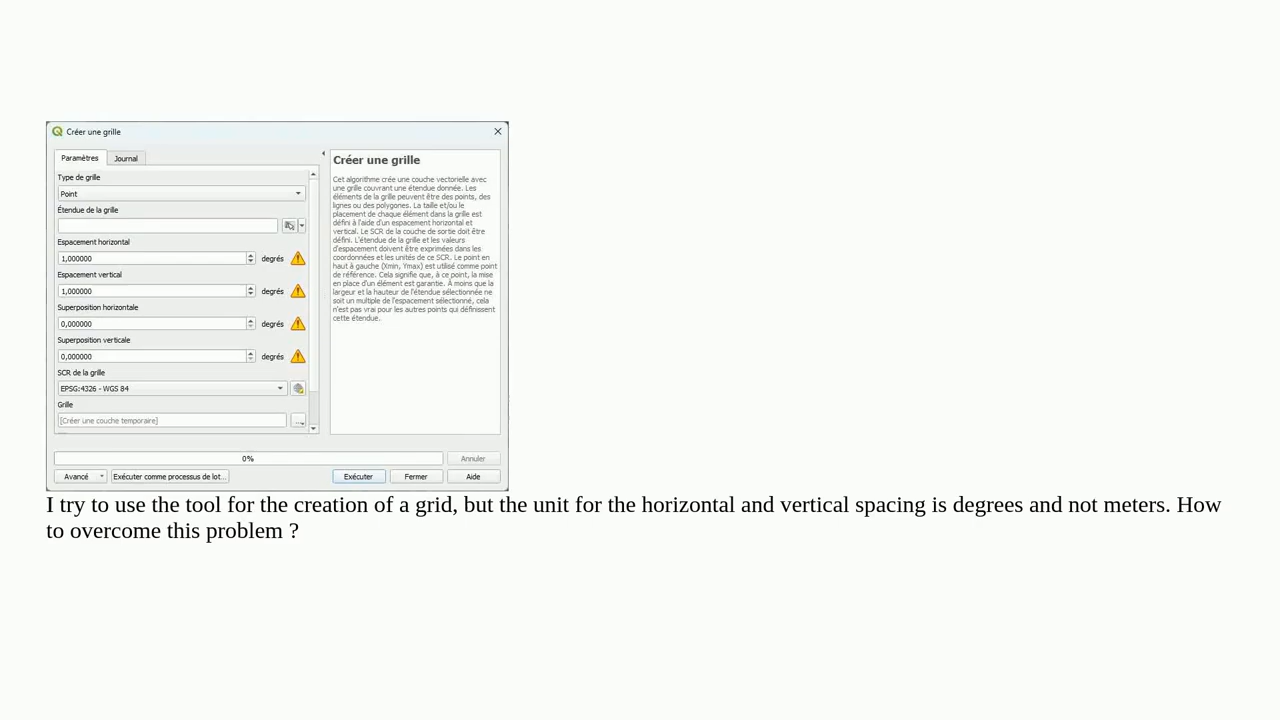 Créer une grille
Paramètres
Journal
Type de grille
Point
Étendue de la grille
Espacement horizontal
1,000000
degrés
Espacement vertical
1,000000
degrés
Superposition horizontale
0,000000
degrés
Superposition verticale
0,000000
degrés
SCR de la grille
EPSG:4326 - WGS 84
Grille
[Créer une couche temporaire]
...
Créer une grille
Cet algorithme crée une couche vectorielle avec
une grille couvrant une étendue donnée. Les
éléments de la grille peuvent être des points, des
lignes ou des polygones. La taille et/ou le
placement de chaque élément dans la grille est
défini à l'aide d'un espacement horizontal et
vertical. Le SCR de la couche de sortie doit être
défini. L'étendue de la grille et les valeurs
d'espacement doivent être exprimées dans les
coordonnées et les unités de ce SCR. Le point en
haut à gauche (Xmin, Ymax) est utilisé comme point
de référence. Cela signifie que, à ce point, la mise
en place d'un élément est garantie. À moins que la
largeur et la hauteur de l'étendue sélectionnée ne
soit un multiple de l'espacement sélectionné, cela
n'est pas vrai pour les autres points qui définissent
cette étendue.
0%
Annuler
Avancé
Exécuter comme processus de lot...
Exécuter
Fermer
Aide
I try to use the tool for the creation of a grid, but the unit for the horizontal and vertical spacing is degrees and not meters. How
to overcome this problem ?